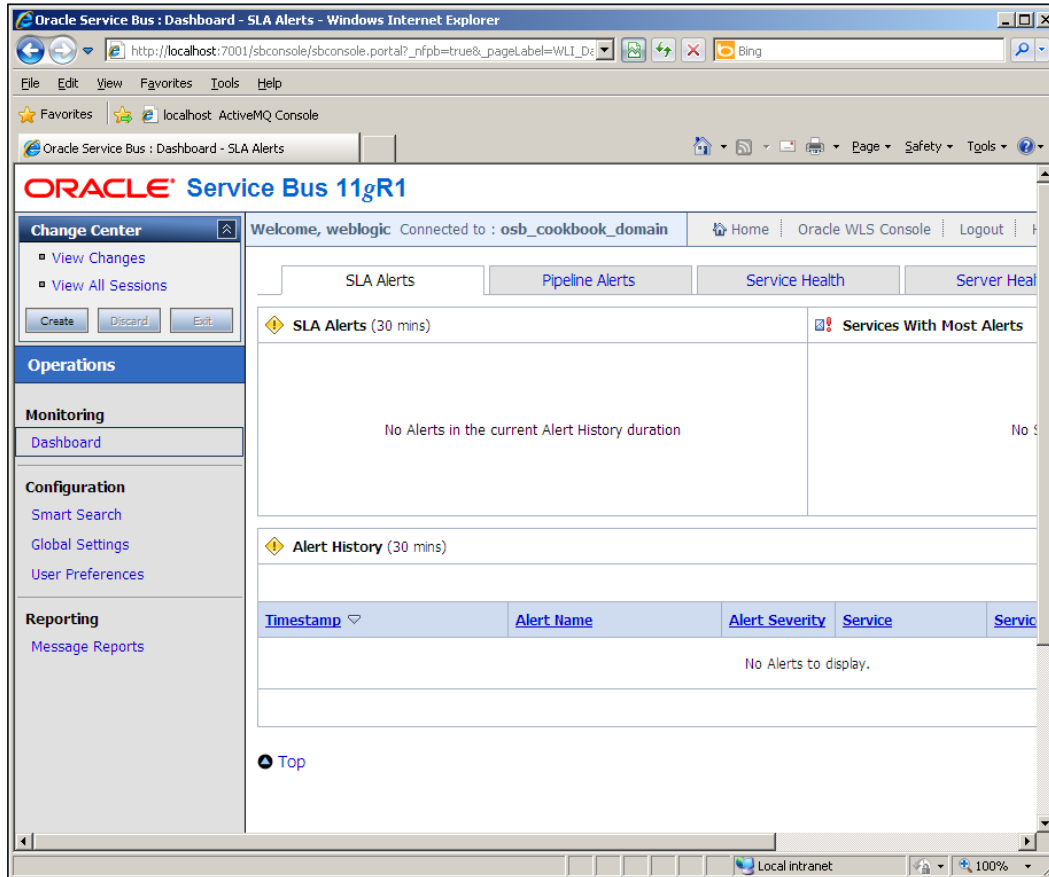 Oracle Service Bus : Dashboard - SLA Alerts - Windows Internet Explorer
http://localhost:7001/sbconsole/sbconsole.portal?_nfpb=true&_pageLabel=WLI_Da
Bing
File Edit View Favorites Tools Help
Favorites localhost ActiveMQ Console
Oracle Service Bus : Dashboard - SLA Alerts
Page Safety Tools
ORACLE Service Bus 11gR1
Change Center
Welcome, weblogic Connected to : osb_cookbook_domain Home Oracle WLS Console Logout
View Changes
View All Sessions
Create Discard Exit
SLA Alerts Pipeline Alerts Service Health Server Heal
SLA Alerts (30 mins) Services With Most Alerts
No Alerts in the current Alert History duration No
Operations
Monitoring
Dashboard
Configuration
Smart Search
Global Settings
User Preferences
Reporting
Message Reports
Alert History (30 mins)
Timestamp Alert Name Alert Severity Service Servic
No Alerts to display.
Top
Local intranet 100%